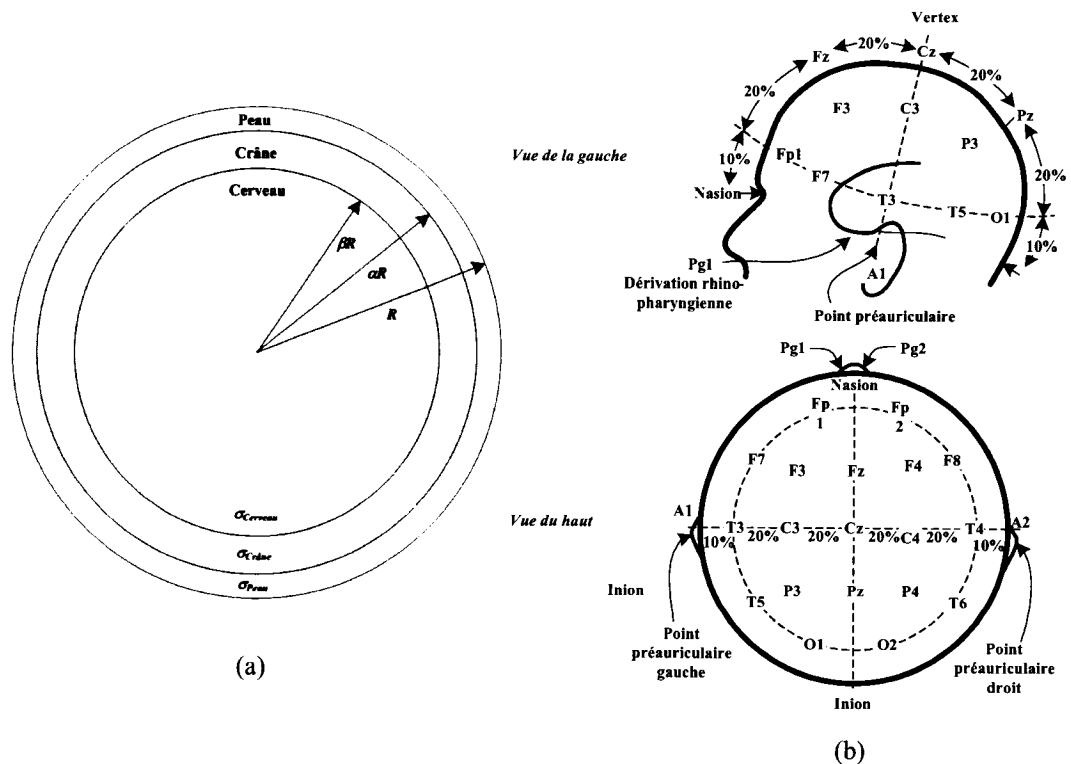 Peau
Crâne
Cerveau
βR
αR
R
σCerveau
σCrâne
σPeau
(a)
Vertex
20%
Fz
Cz
20%
20%
Pz
F3
C3
P3
20%
10%
Vue de la gauche
Fp1
F7
Nasion
T3
T5
O1
10%
Pg1
A1
Dérivation rhino-
pharyngienne
Point préauriculaire
Pg1
Pg2
Nasion
Fp
1
Fp
2
F7
F3
Fz
F4
F8
Vue du haut
A1
T3
C3
Cz
C4
T4
A2
10%
20%
20%
20%
20%
10%
Inion
T5
P3
Pz
P4
T6
O1
O2
Point
préauriculaire
gauche
Point
préauriculaire
droit
Inion
(b)